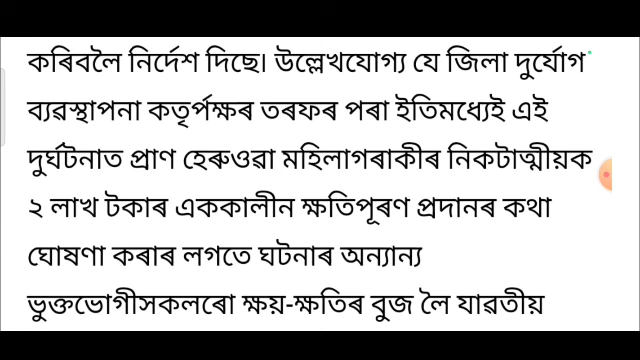 কৰিবলৈ নিৰ্দেশ দিছে। উল্লেখযোগ্য যে জিলা দুৰ্যোগ
ব্যৱস্থাপনা কতৃৰ্পক্ষৰ তৰফৰ পৰা ইতিমধ্যেই এই
দুৰ্ঘটনাত প্ৰাণ হেৰুওৱা মহিলাগৰাকীৰ নিকটাত্মীয়ক
২ লাখ টকাৰ এককালীন ক্ষতিপূৰণ প্ৰদানৰ কথা
ঘোষণা কৰাৰ লগতে ঘটনাৰ অন্যান্য
ভুক্তভোগীসকলৰো ক্ষয়-ক্ষতিৰ বুজ লৈ যাৱতীয়